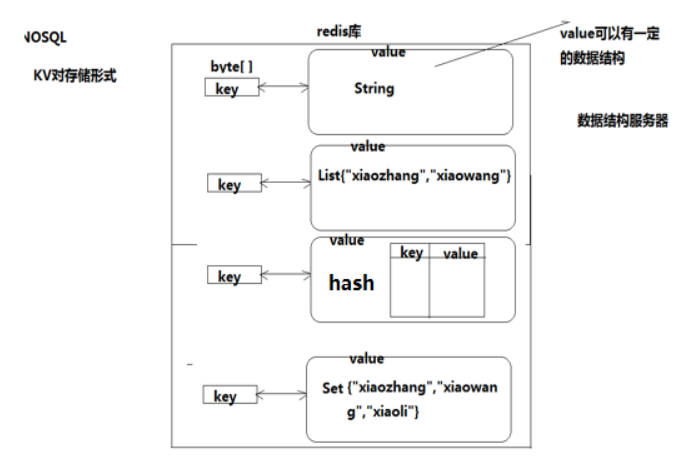 NOSQL
KV对存储形式
redis库
value可以有一定
的数据结构
数据结构服务器
byte[ ]
key
value
String
key
value
List{"xiaozhang","xiaowang"}
key
value
hash
key value
key
value
Set {"xiaozhang","xiaowan
g","xiaoli"}